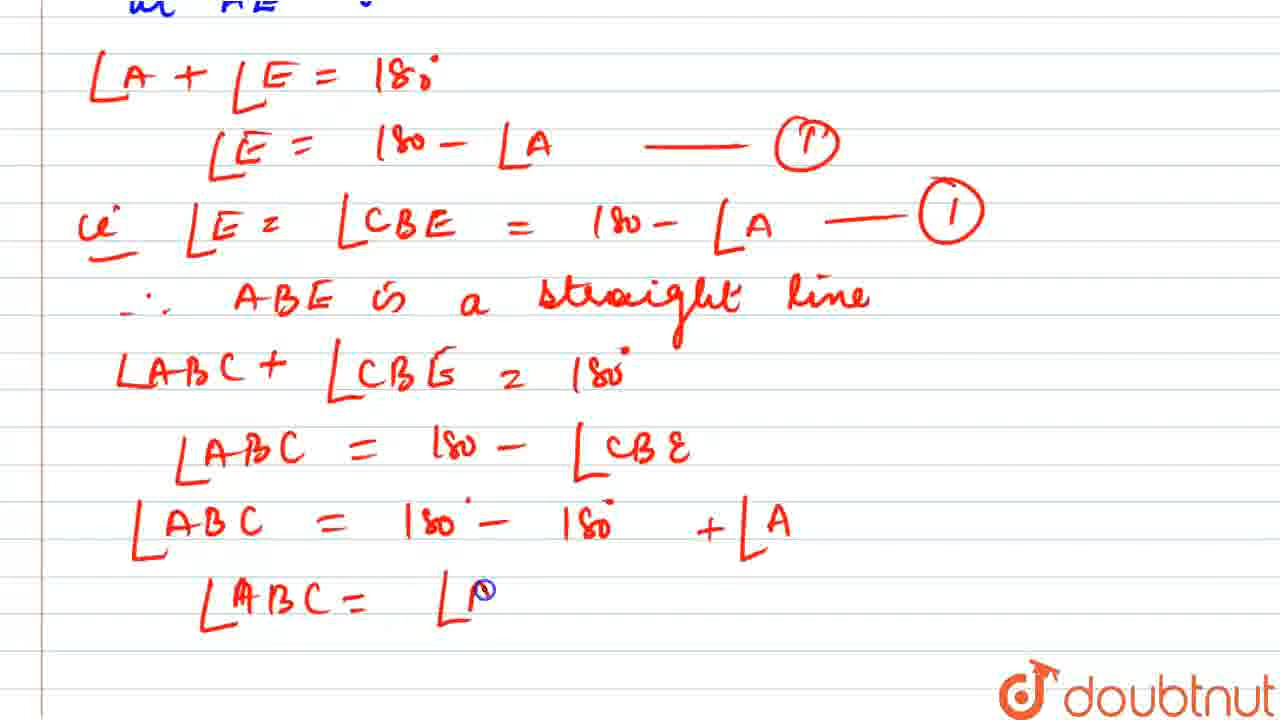 ∠A + ∠E = 180°
∠E = 180 - ∠A —— ①
∠E = ∠CBE = 180 - ∠A —— ①
∴ ABE is a straight line
∠ABC + ∠CBE = 180°
∠ABC = 180 - ∠CBE
∠ABC = 180° - 180° + ∠A
∠ABC = ∠A
doubtnut